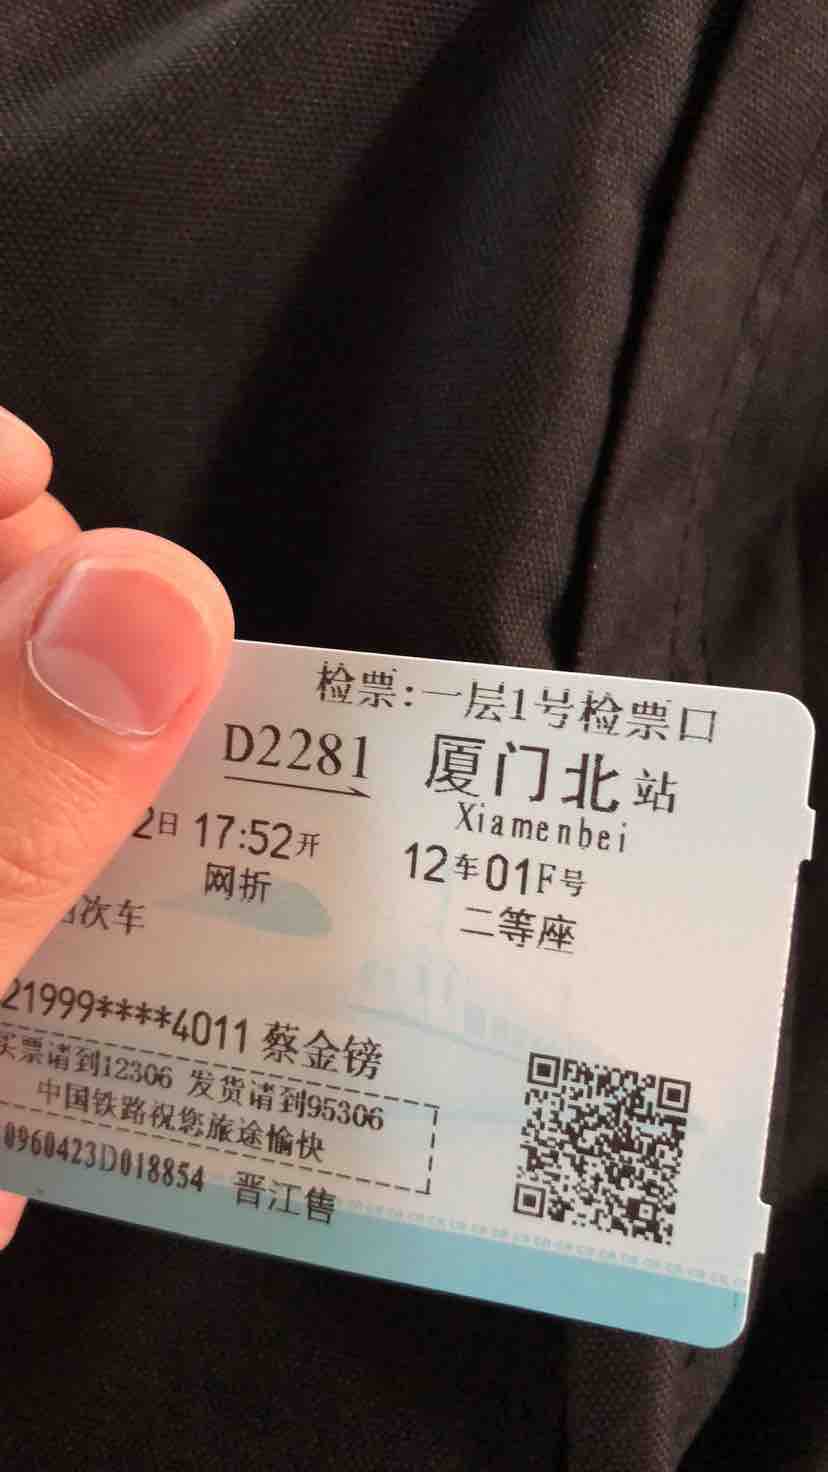 检票:一层1号检票口
D2281 厦门北站
Xiamenbei
2日 17:52开 12车01F号
网折 二等座
次车
21999****4011 蔡金镑
买票请到12306 发货请到95306
中国铁路祝您旅途愉快
0960423D018854 晋江售